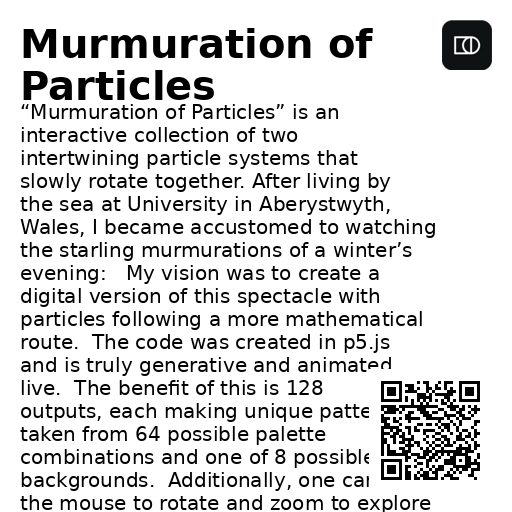 Murmuration of
Particles
“Murmuration of Particles” is an
interactive collection of two
intertwining particle systems that
slowly rotate together. After living by
the sea at University in Aberystwyth,
Wales, I became accustomed to watching
the starling murmurations of a winter’s
evening:   My vision was to create a
digital version of this spectacle with
particles following a more mathematical
route.  The code was created in p5.js
and is truly generative and animated
live.  The benefit of this is 128
outputs, each making unique
taken from 64 possible palette
combinations and one of 8 possible
backgrounds.  Additionally, one can
the mouse to rotate and zoom to explore